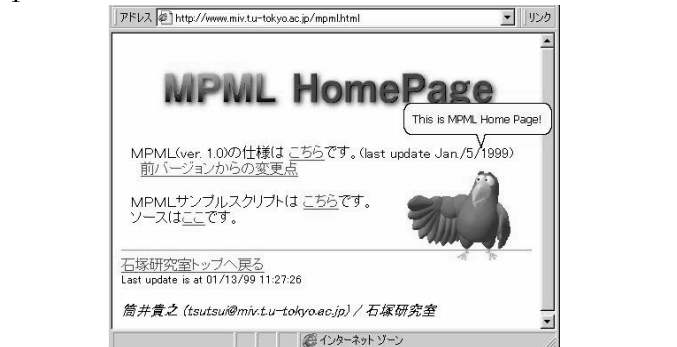 アドレス http://www.miv.t.u-tokyo.ac.jp/mpml.html リンク
MPML HomePage
This is MPML Home Page!
MPML(ver. 1.0)の仕様は こちらです。(last update Jan./5/1999)
前バージョンからの変更点
MPMLサンプルスクリプトは こちらです。
ソースはここです。
石塚研究室トップへ戻る
Last update is at 01/13/99 11:27:26
筒井貴之 (tsutsui@miv.t.u-tokyo.ac.jp) / 石塚研究室
インターネット ゾーン